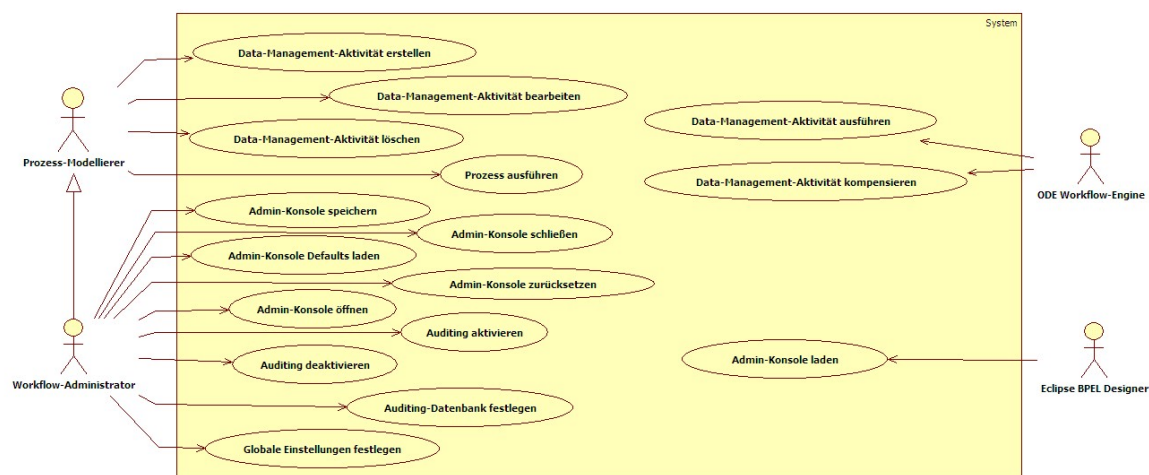 System
Data-Management-Aktivität erstellen
Data-Management-Aktivität bearbeiten
Data-Management-Aktivität ausführen
Data-Management-Aktivität löschen
Prozess-Modellierer
Prozess ausführen
Data-Management-Aktivität kompensieren
ODE Workflow-Engine
Admin-Konsole speichern
Admin-Konsole schließen
Admin-Konsole Defaults laden
Admin-Konsole zurücksetzen
Admin-Konsole öffnen
Auditing aktivieren
Auditing deaktivieren
Admin-Konsole laden
Workflow-Administrator
Eclipse BPEL Designer
Auditing-Datenbank festlegen
Globale Einstellungen festlegen